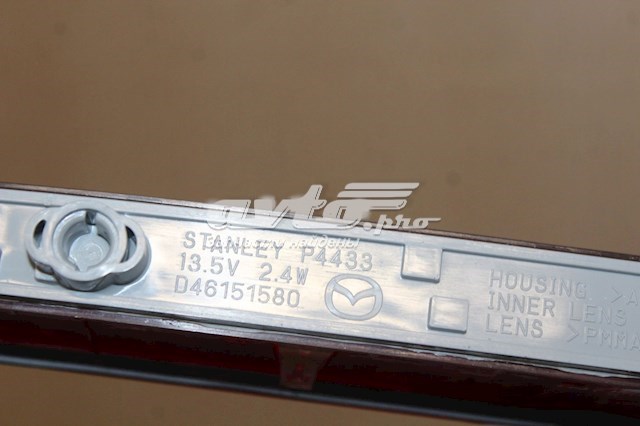 avto.pro
STANLEY P4433
13.5V 2.4W
D46151580
HOUSING
INNER LENS
LENS >PMMA